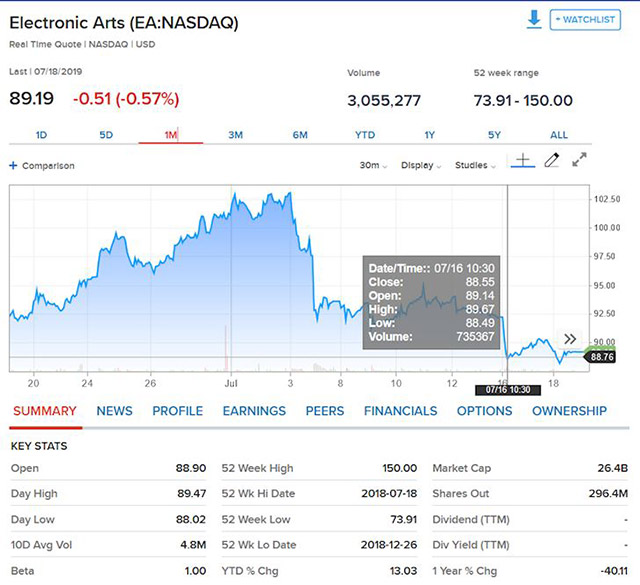 Electronic Arts (EA:NASDAQ)
+ WATCHLIST
Real Time Quote | NASDAQ | USD
Last | 07/18/2019
Volume
52 week range
89.19 -0.51 (-0.57%)
3,055,277
73.91 - 150.00
1D 5D 1M 3M 6M YTD 1Y 5Y ALL
+ Comparison
30m Display Studies
102.50
100.00
97.50
95.00
92.50
90.00
88.76
Date/Time:: 07/16 10:30
Close: 88.55
Open: 89.14
High: 89.67
Low: 88.49
Volume: 735367
20 24 26 Jul 3 8 10 12 18
07/16 10:30
SUMMARY NEWS PROFILE EARNINGS PEERS FINANCIALS OPTIONS OWNERSHIP
KEY STATS
Open 88.90 52 Week High 150.00 Market Cap 26.4B
Day High 89.47 52 Wk Hi Date 2018-07-18 Shares Out 296.4M
Day Low 88.02 52 Week Low 73.91 Dividend (TTM) -
10D Avg Vol 4.8M 52 Wk Lo Date 2018-12-26 Div Yield (TTM) -
Beta 1.00 YTD % Chg 13.03 1 Year % Chg -40.11